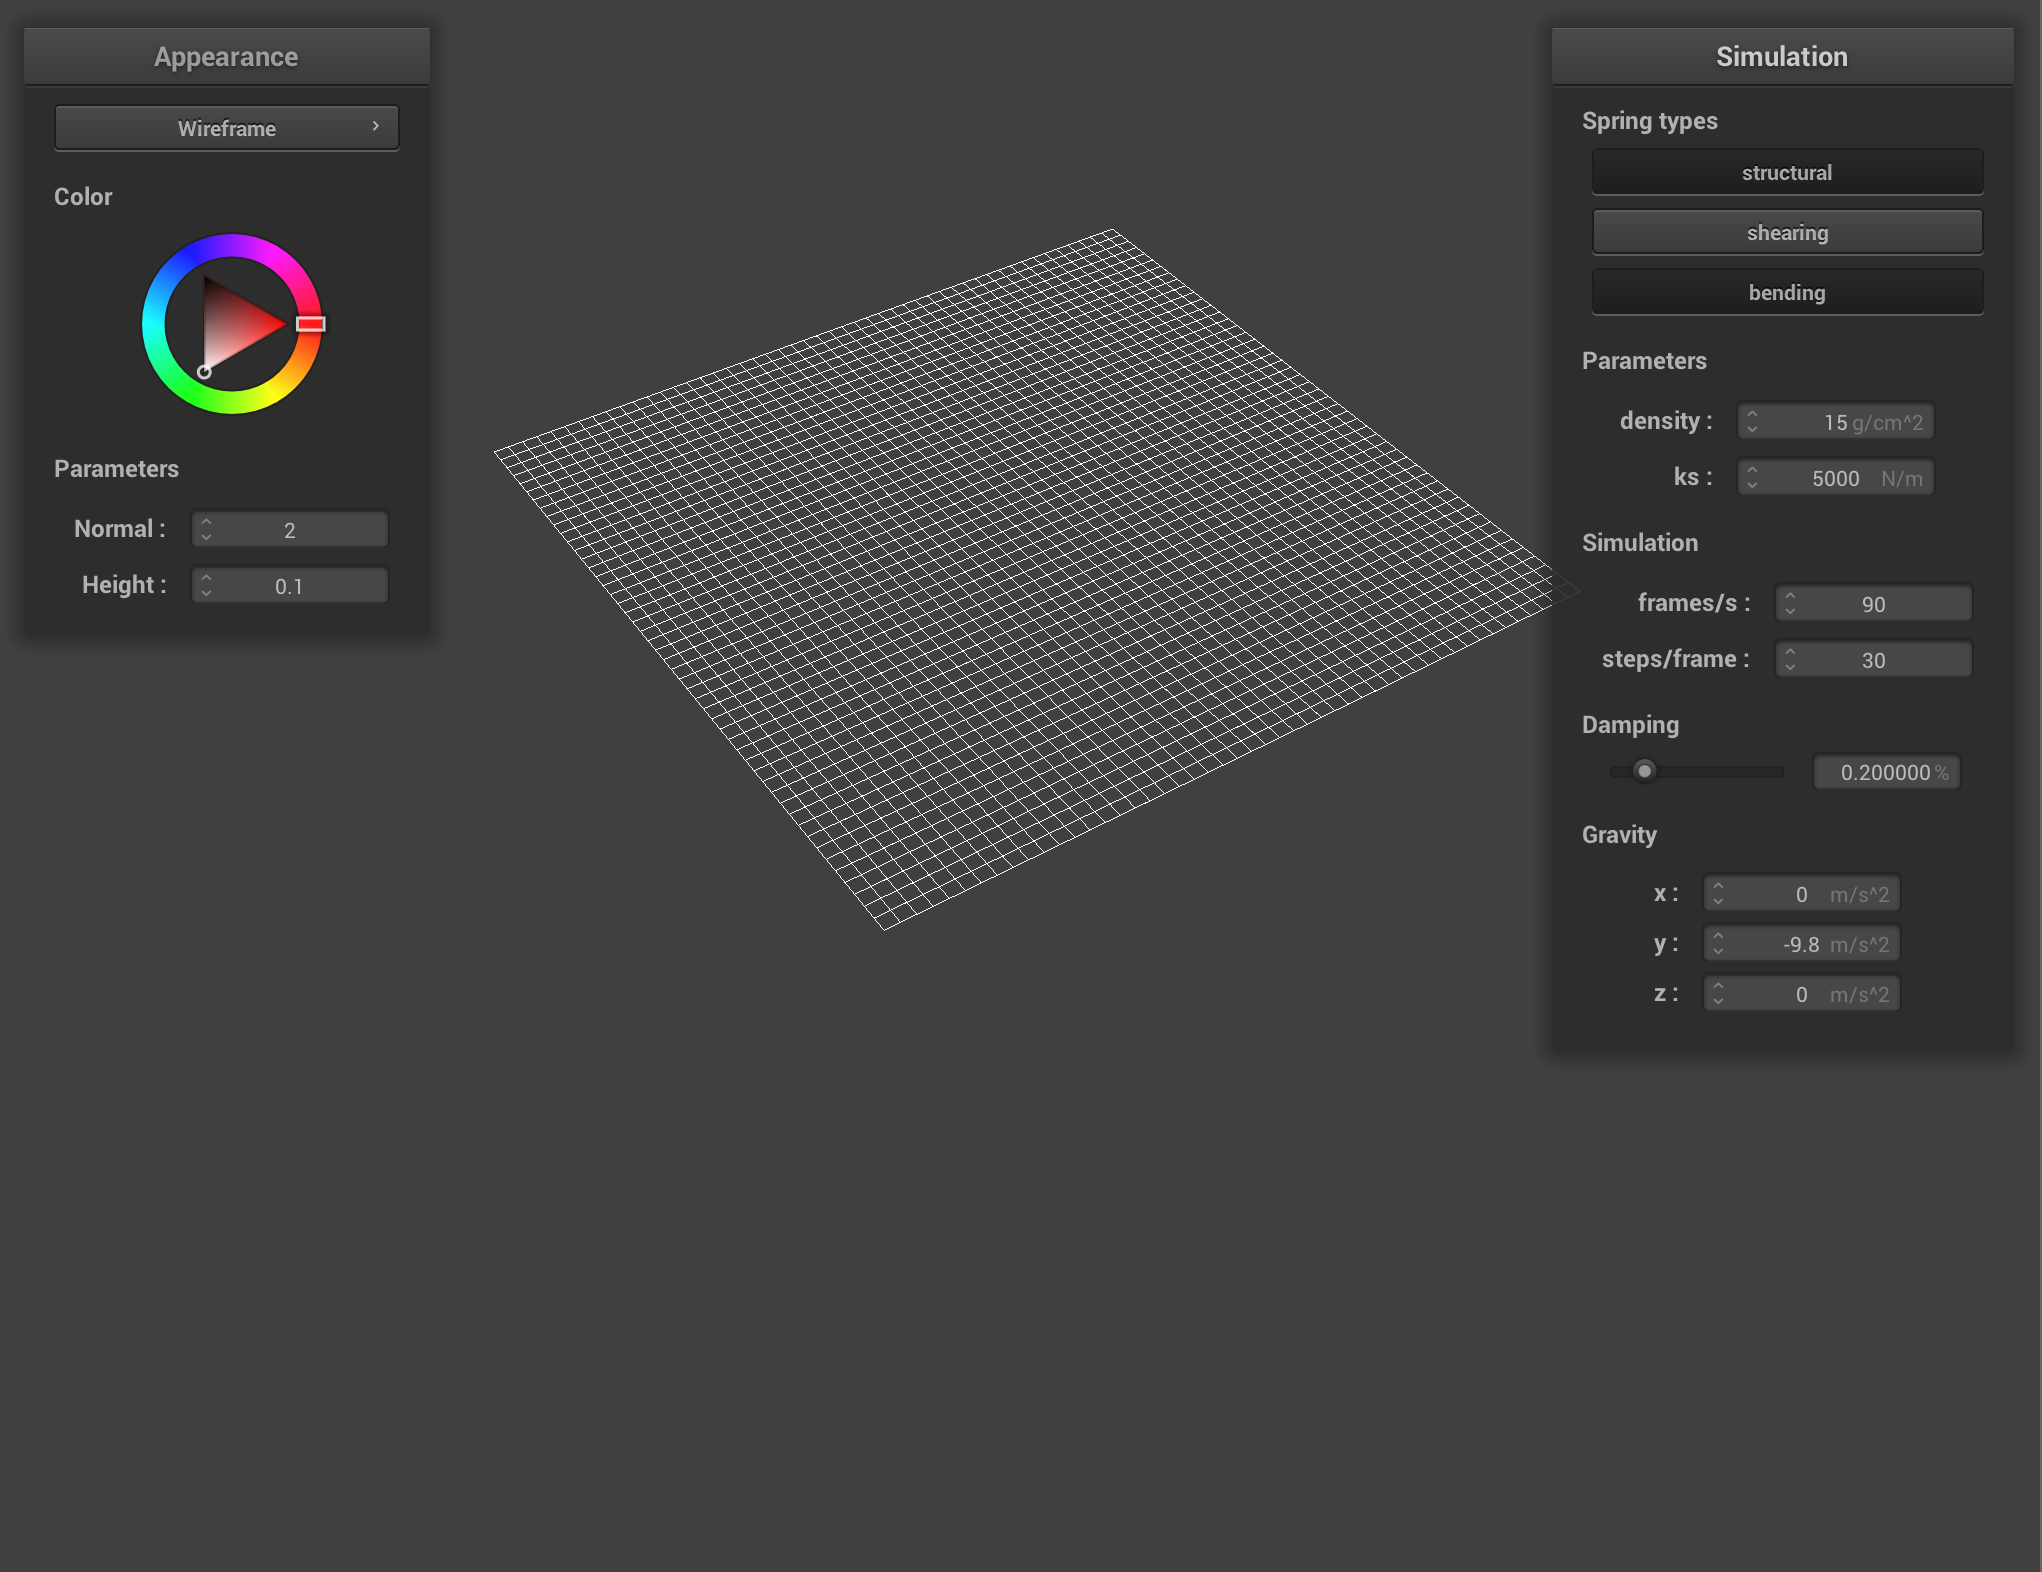 Appearance
Wireframe
Color
Parameters
Normal : 2
Height : 0.1
Simulation
Spring types
structural
shearing
bending
Parameters
density : 15 g/cm^2
ks : 5000 N/m
Simulation
frames/s : 90
steps/frame : 30
Damping
0.200000 %
Gravity
x : 0 m/s^2
y : -9.8 m/s^2
z : 0 m/s^2